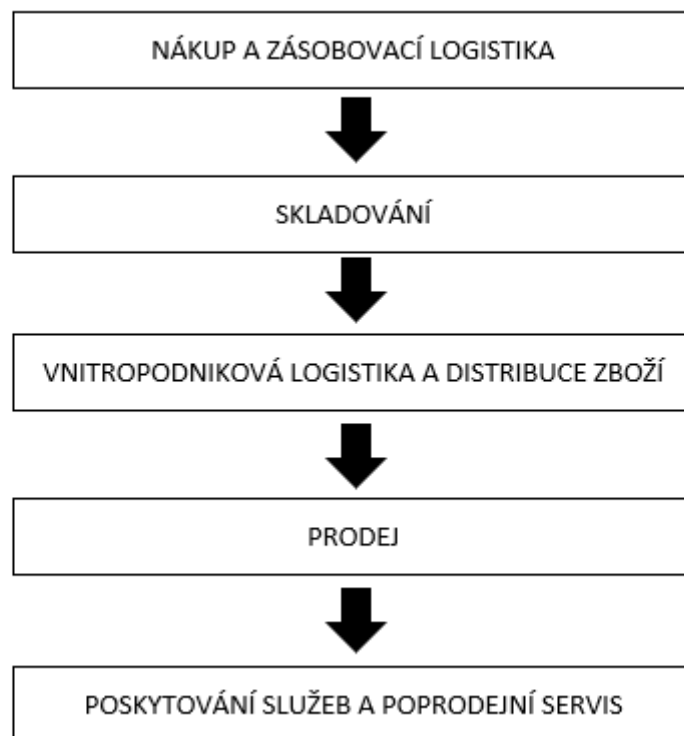 NÁKUP A ZÁSOBOVACÍ LOGISTIKA
SKLADOVÁNÍ
VNITROPODNIKOVÁ LOGISTIKA A DISTRIBUCE ZBOŽÍ
PRODEJ
POSKYTOVÁNÍ SLUŽEB A POPRODEJNÍ SERVIS